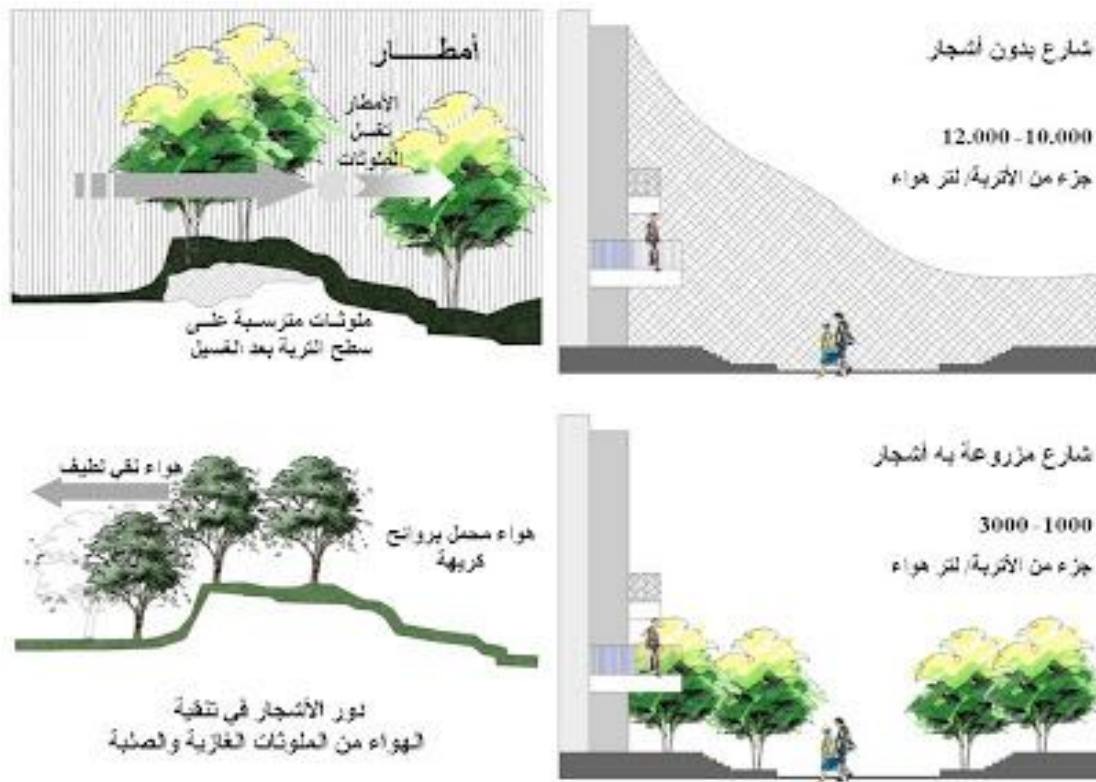 أمطـــــار
الأمطار
تغسل
الملوثات
ملوثات مترسبة على
سطح التربة بعد الغسيل
شارع بدون أشجار
12.000 - 10.000
جزء من الأتربة/ لتر هواء
هواء نقي لطيف
هواء محمل بروائح
كريهة
دور الأشجار في تنقية
الهواء من الملوثات الغازية والصلبة
شارع مزروعة به أشجار
3000 - 1000
جزء من الأتربة/ لتر هواء